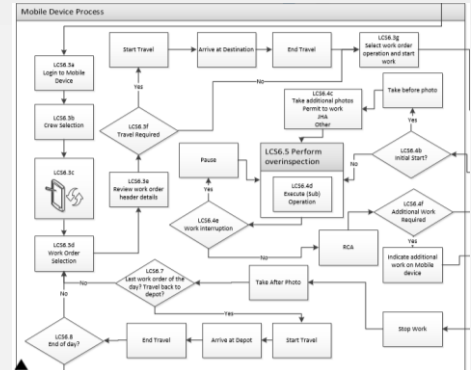 Mobile Device Process
LCS6.3a
Login to Mobile
Device
LCS6.3b
Crew Selection
LCS6.3c
LCS6.3d
Work Order
Selection
LCS6.3e
Review work order
header details
LCS6.3f
Travel Required
Yes
No
Start Travel
Arrive at Destination
End Travel
LCS6.3g
Select work order
operation and start
work
LCS6.4b
Initial Start?
Yes
No
Take before photo
LCS6.4c
Take additional photos
Permit to work
JHA
Other
LCS6.5 Perform
overinspection
LCS6.4d
Execute (Sub)
Operation
LCS6.4e
Work Interruption
Yes
No
Pause
RCA
LCS6.4f
Additional Work
Required
Yes
Indicate additional
work on Mobile
device
Stop Work
Take After Photo
LCS6.7
Last work order of the
day? Travel back to
depot?
No
Yes
Start Travel
Arrive at Depot
End Travel
LCS6.8
End of day?
No